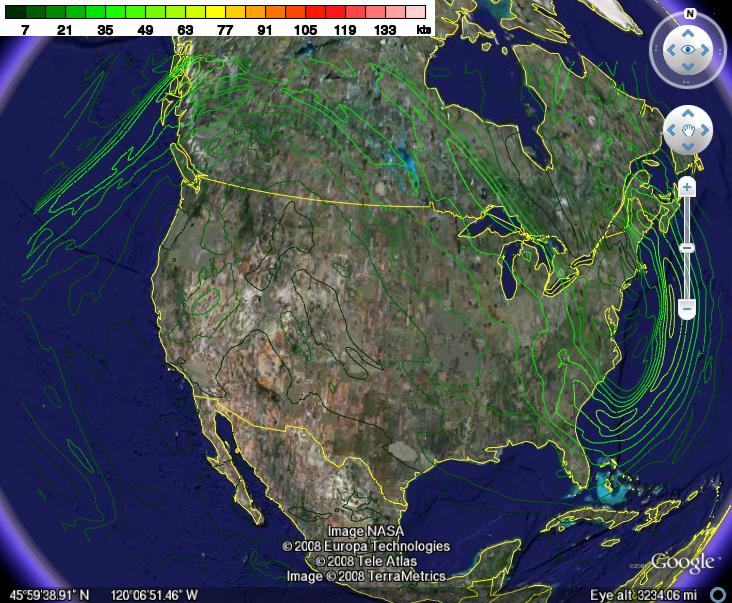 7 21 35 49 63 77 91 105 119 133 kts
N
Image NASA
© 2008 Europa Technologies
© 2008 Tele Atlas
Image © 2008 TerraMetrics
Google
45°59'38.91" N 120°06'51.46" W Eye alt 3234.06 mi